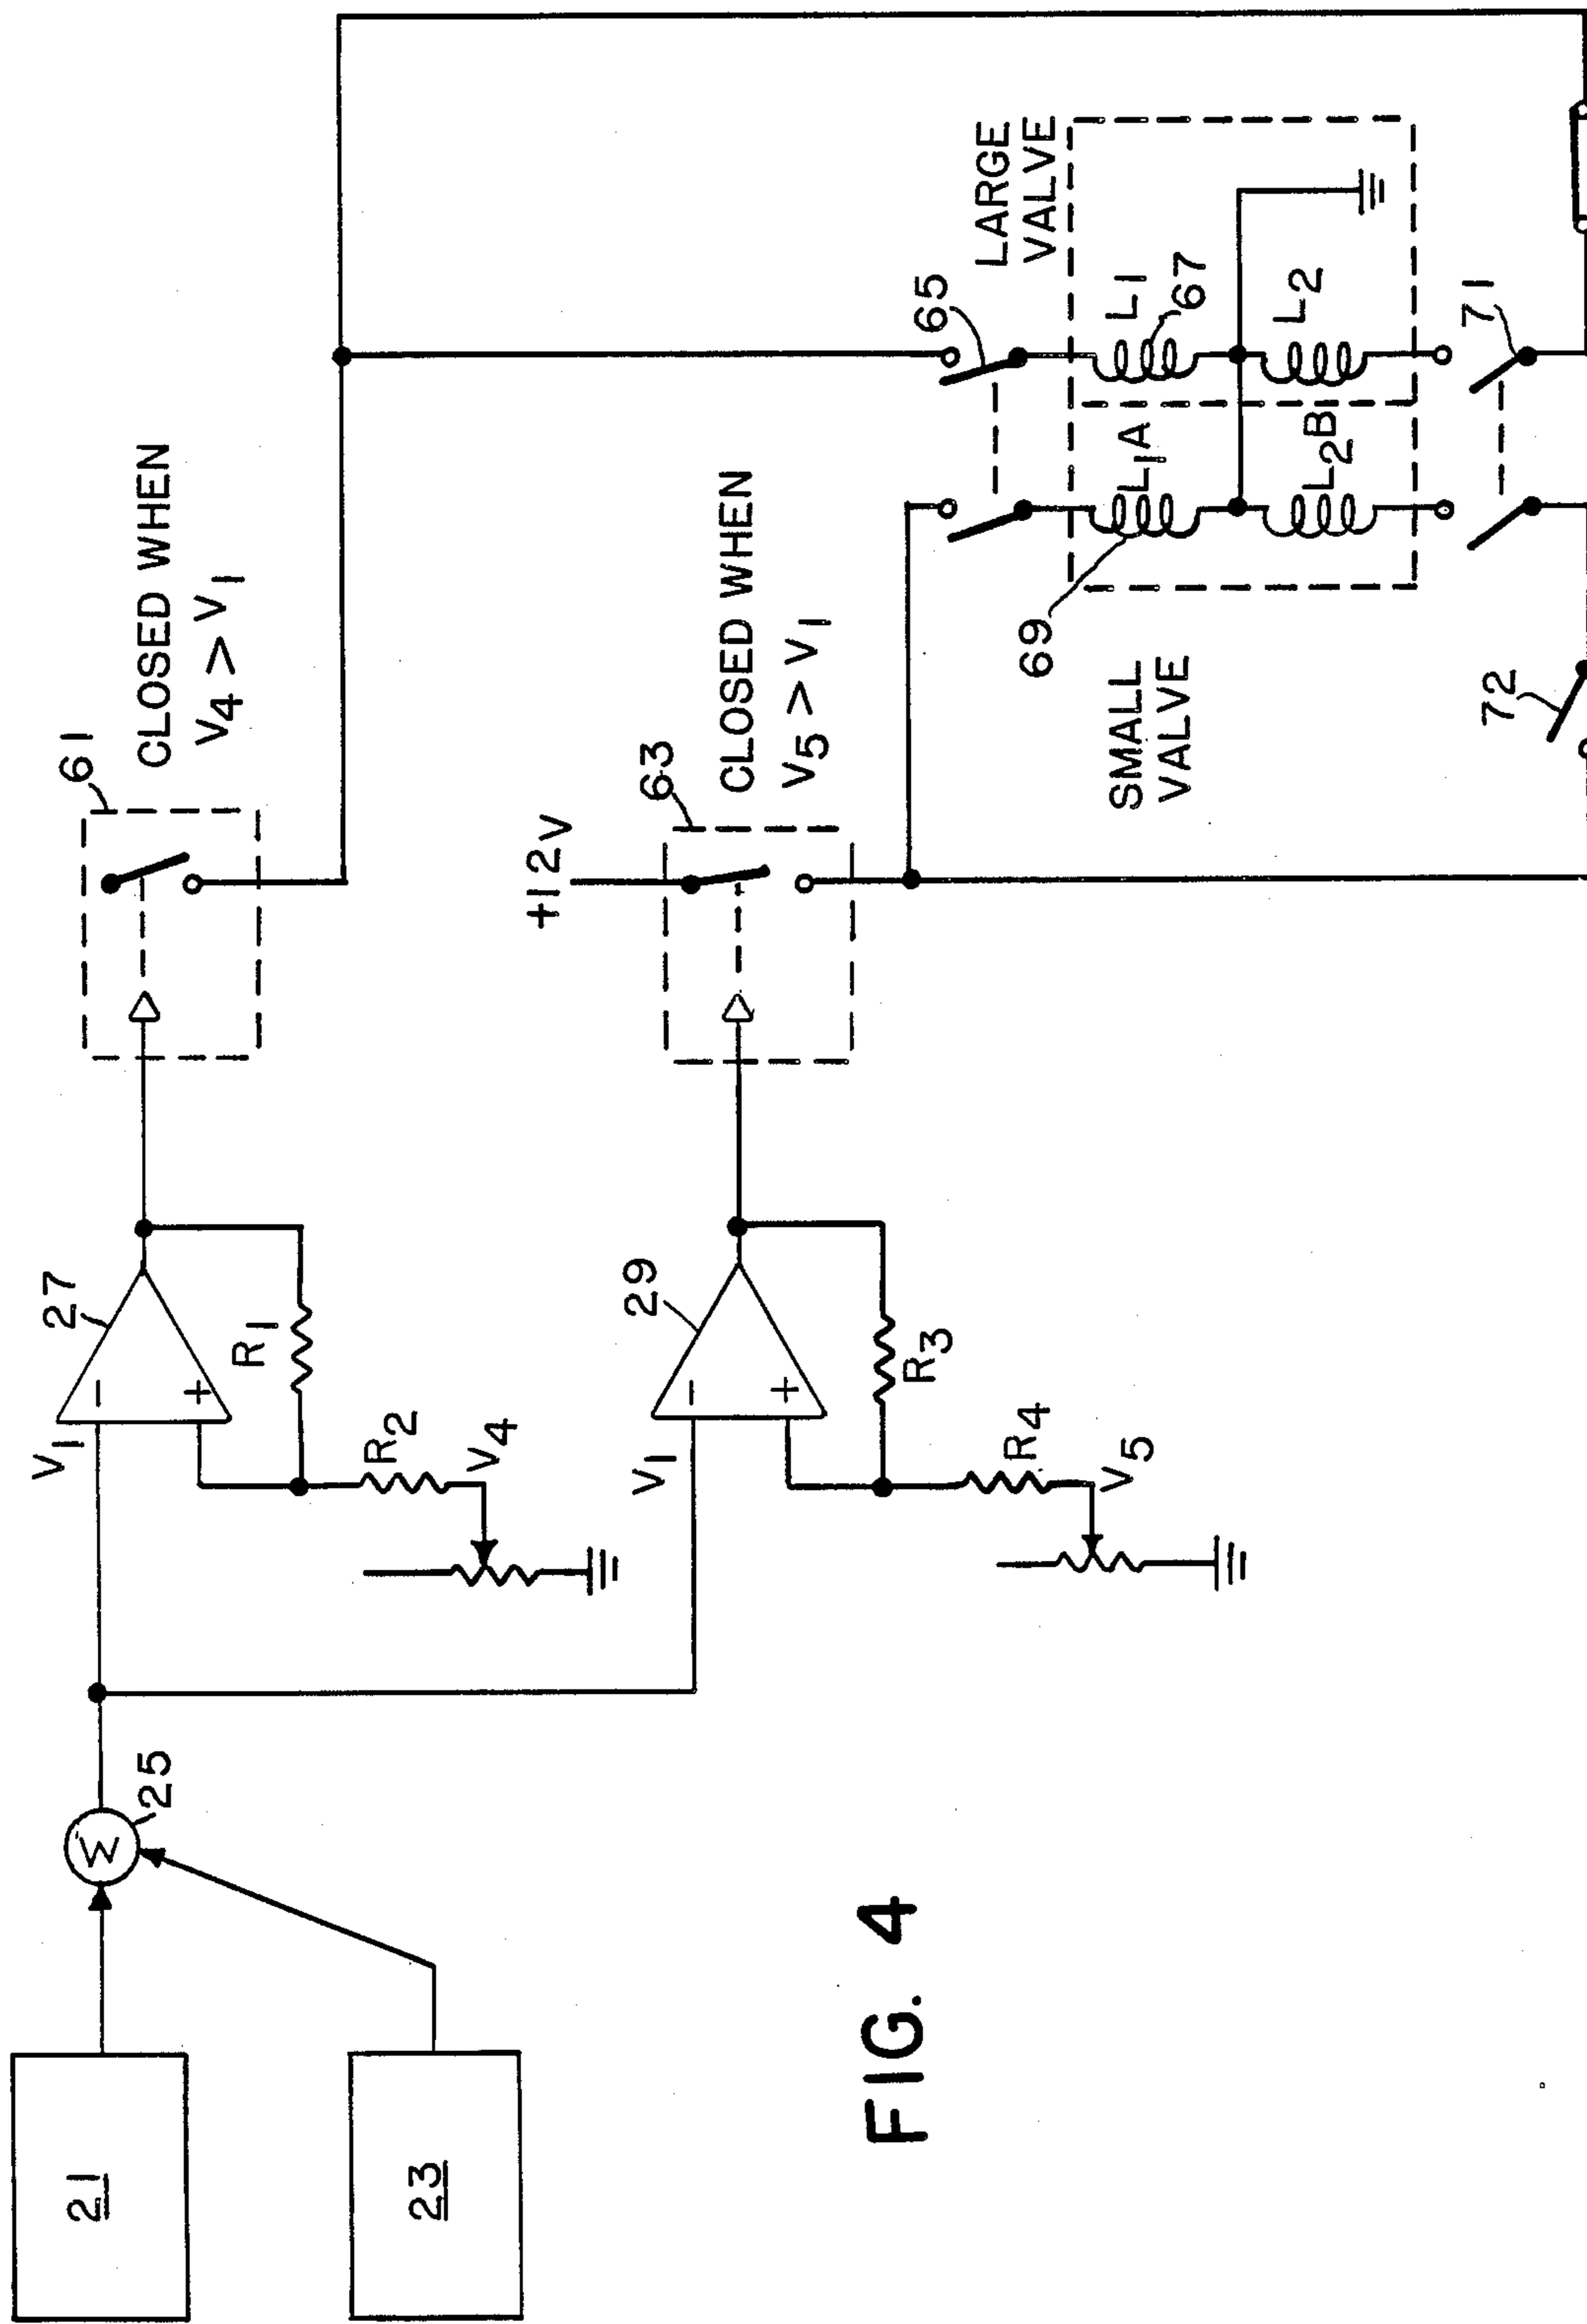 21
23
Σ
25
V1
27
−
+
R1
R2
V4
61
CLOSED WHEN
V4 > V1
V1
29
−
+
R3
R4
V5
+12V
63
CLOSED WHEN
V5 > V1
65
LARGE
VALVE
L1
67
L2
69
L1A
L2B
SMALL
VALVE
71
72
FIG. 4